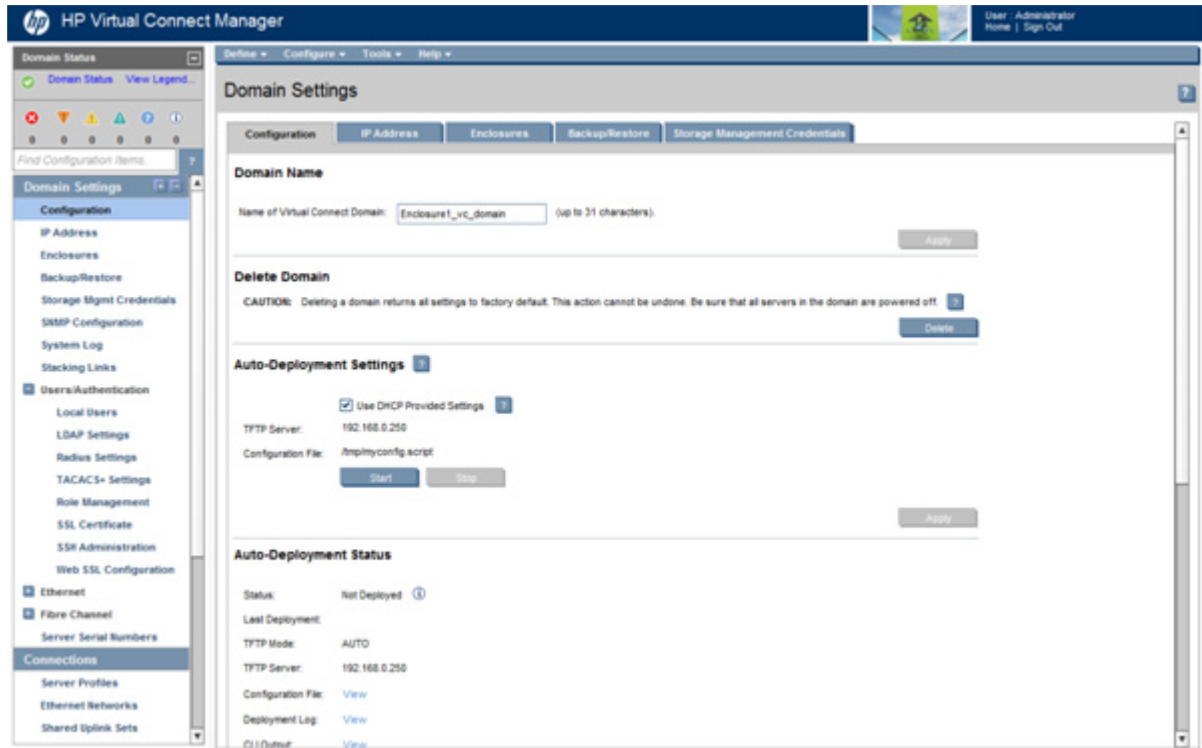 hp HP Virtual Connect Manager
User : Administrator
Home | Sign Out
Domain Status
Domain Status View Legend...
0 0 0 0 0 0
Find Configuration Items.
Domain Settings
Configuration
IP Address
Enclosures
Backup/Restore
Storage Mgmt Credentials
SNMP Configuration
System Log
Stacking Links
Users/Authentication
Local Users
LDAP Settings
Radius Settings
TACACS+ Settings
Role Management
SSL Certificate
SSH Administration
Web SSL Configuration
Ethernet
Fibre Channel
Server Serial Numbers
Connections
Server Profiles
Ethernet Networks
Shared Uplink Sets
Define Configure Tools Help
Domain Settings ?
Configuration IP Address Enclosures Backup/Restore Storage Management Credentials
Domain Name
Name of Virtual Connect Domain: Enclosure1_vc_domain (up to 31 characters).
Apply
Delete Domain
CAUTION: Deleting a domain returns all settings to factory default. This action cannot be undone. Be sure that all servers in the domain are powered off. ?
Delete
Auto-Deployment Settings ?
Use DHCP Provided Settings ?
TFTP Server: 192.168.0.250
Configuration File: /tmp/myconfig.script
Start Stop
Apply
Auto-Deployment Status
Status: Not Deployed
Last Deployment:
TFTP Mode: AUTO
TFTP Server: 192.168.0.250
Configuration File: View
Deployment Log: View
CLI Output: View